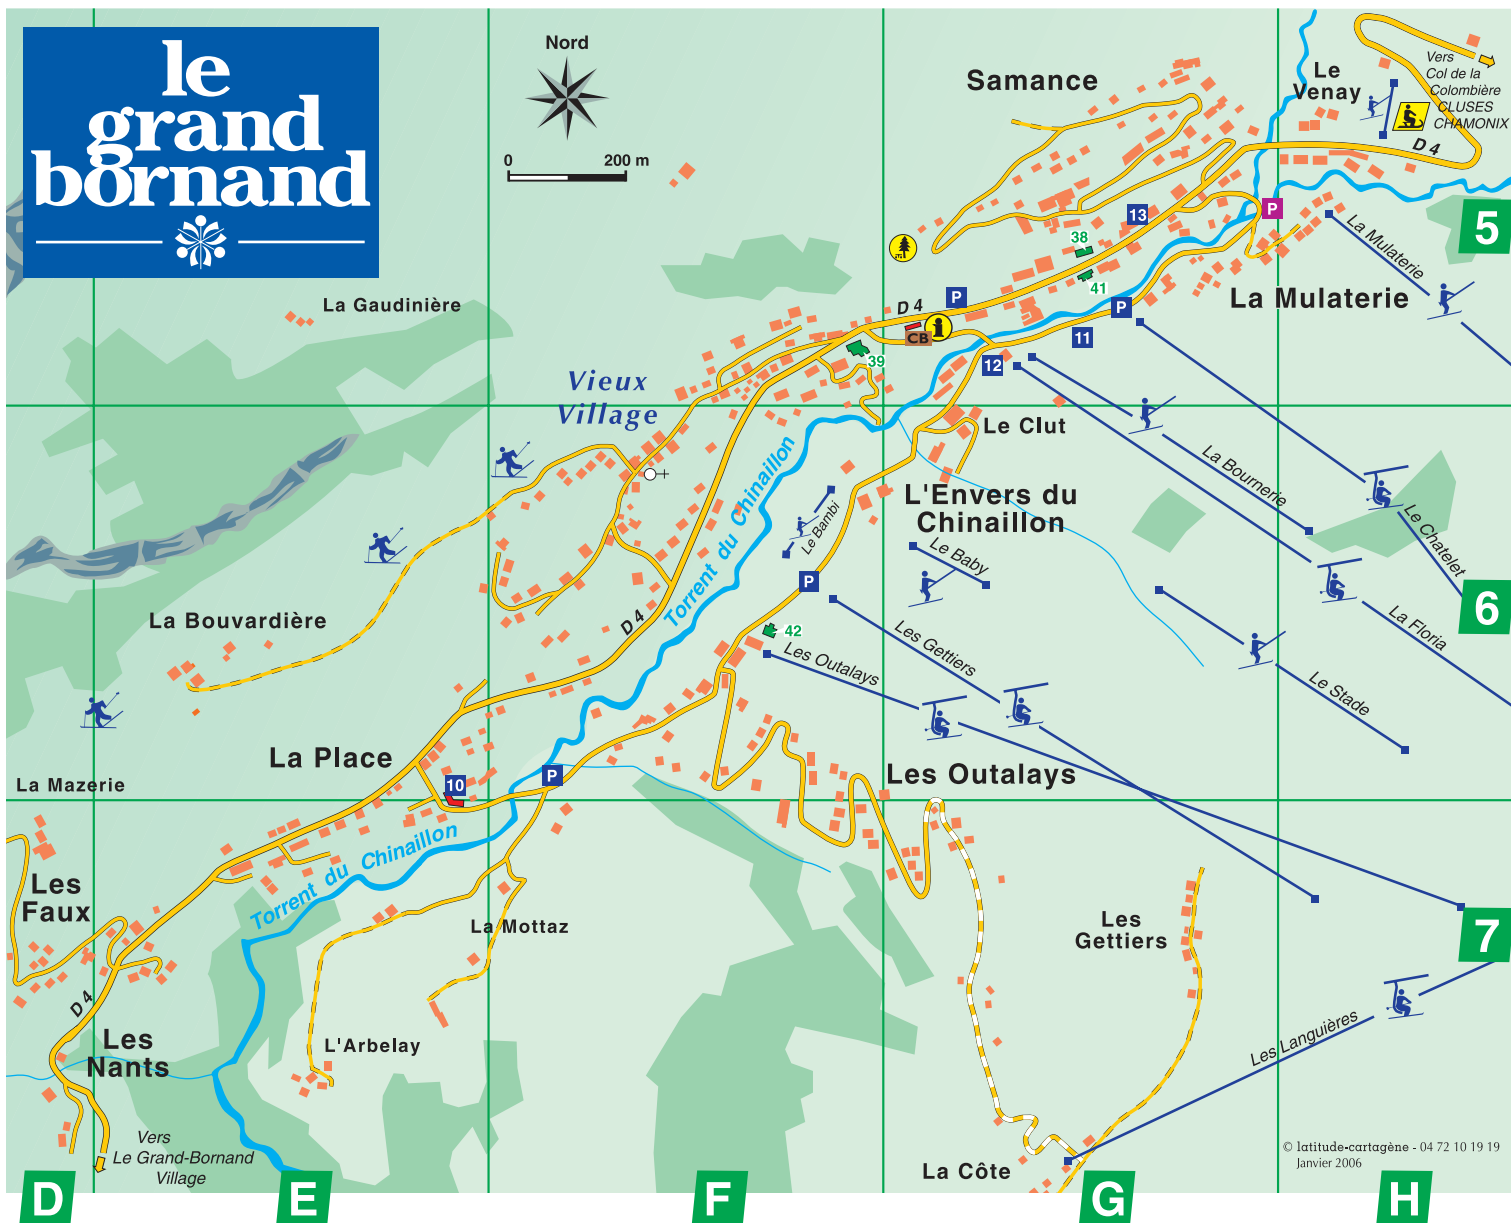 le
grand
bornand
Nord
0 200 m
Samance
Le
Venay
Vers
Col de la
Colombière
CLUSES
CHAMONIX
D 4
5
P
13
38
41
La Mulaterie
La Mulaterie
La Gaudinière
D 4
P
P
i
CB
11
12
39
Vieux
Village
Le Clut
La Bournerie
L'Envers du
Chinaillon
Le Chatelet
Torrent du Chinaillon
Le Bambi
Le Baby
6
P
La Bouvardière
D 4
42
Les Gettiers
Les Outalays
La Floria
Le Stade
La Place
La Mazerie
10
P
Les Outalays
Torrent du Chinaillon
Les
Faux
La Mottaz
Les
Gettiers
7
D 4
Les
Nants
L'Arbelay
Les Languières
Vers
Le Grand-Bornand
Village
La Côte
© latitude-cartagène - 04 72 10 19 19
Janvier 2006
D E F G H